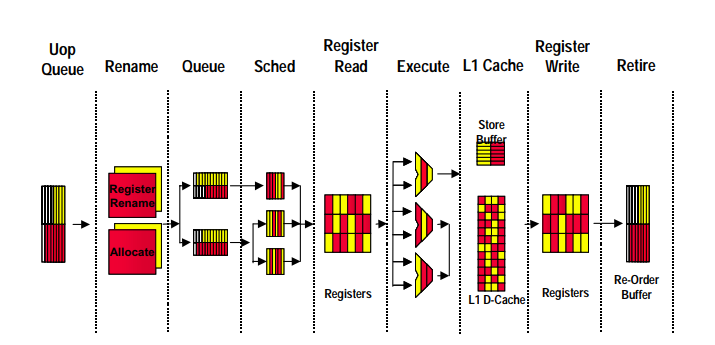 Uop
Queue
Rename
Queue
Sched
Register
Read
Execute
L1 Cache
Register
Write
Retire
Store
Buffer
Register
Rename
Allocate
Registers
L1 D-Cache
Registers
Re-Order
Buffer